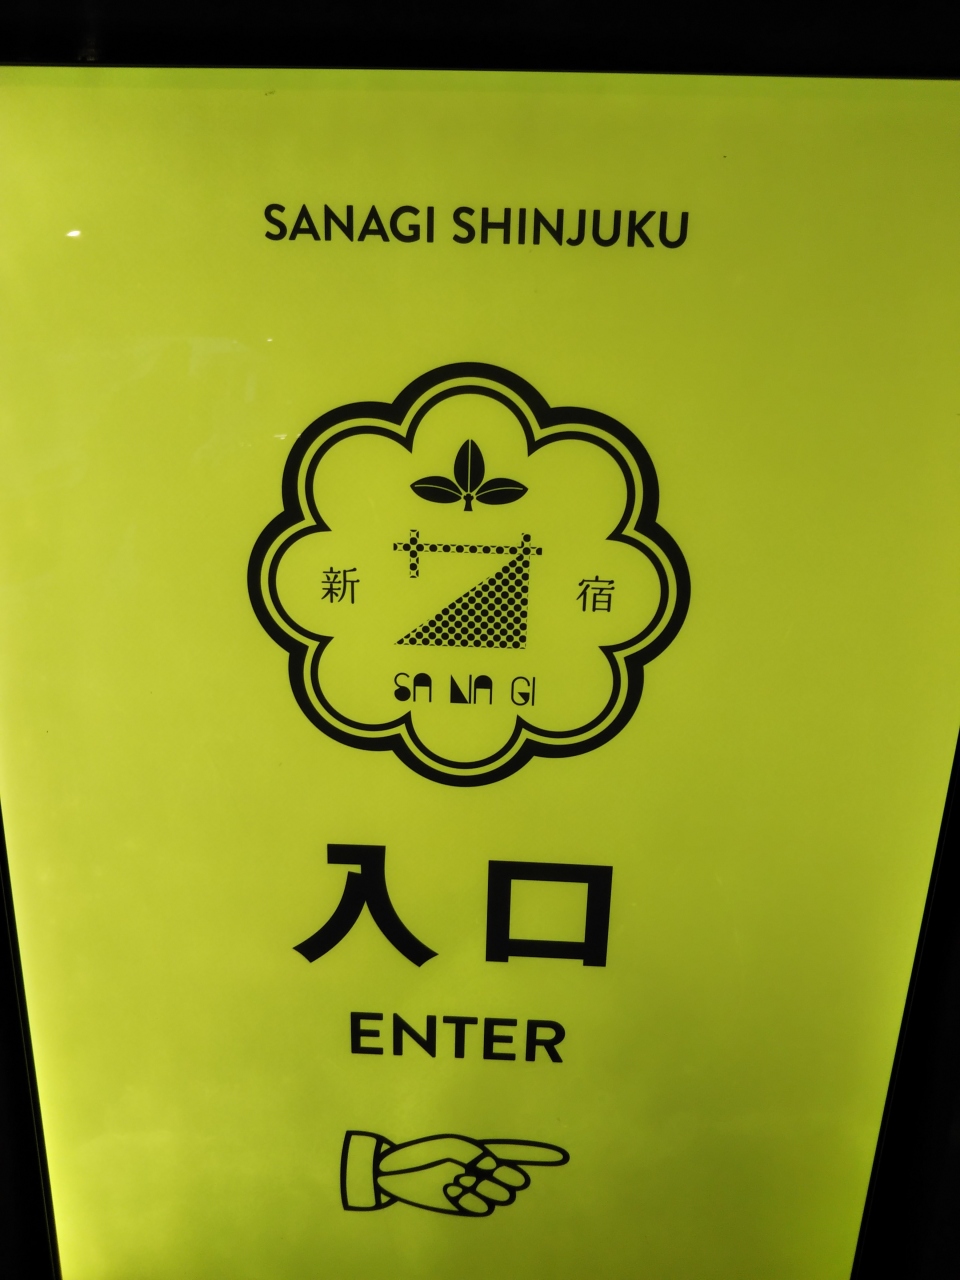 SANAGI SHINJUKU
新 宿
SA NA GI
入口
ENTER